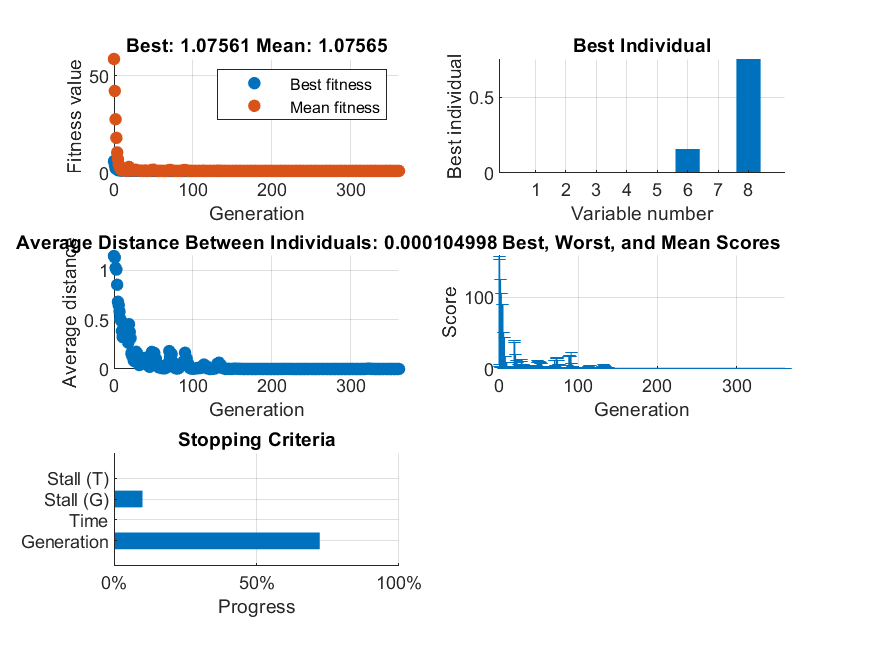 Best: 1.07561 Mean: 1.07565
Fitness value
50
0
Best fitness
Mean fitness
0 100 200 300
Generation
Best Individual
Best individual
0.5
0
1 2 3 4 5 6 7 8
Variable number
Average Distance Between Individuals: 0.000104998
Average distance
1
0.5
0
0 100 200 300
Generation
Best, Worst, and Mean Scores
Score
100
0
0 100 200 300
Generation
Stopping Criteria
Stall (T)
Stall (G)
Time
Generation
0% 50% 100%
Progress